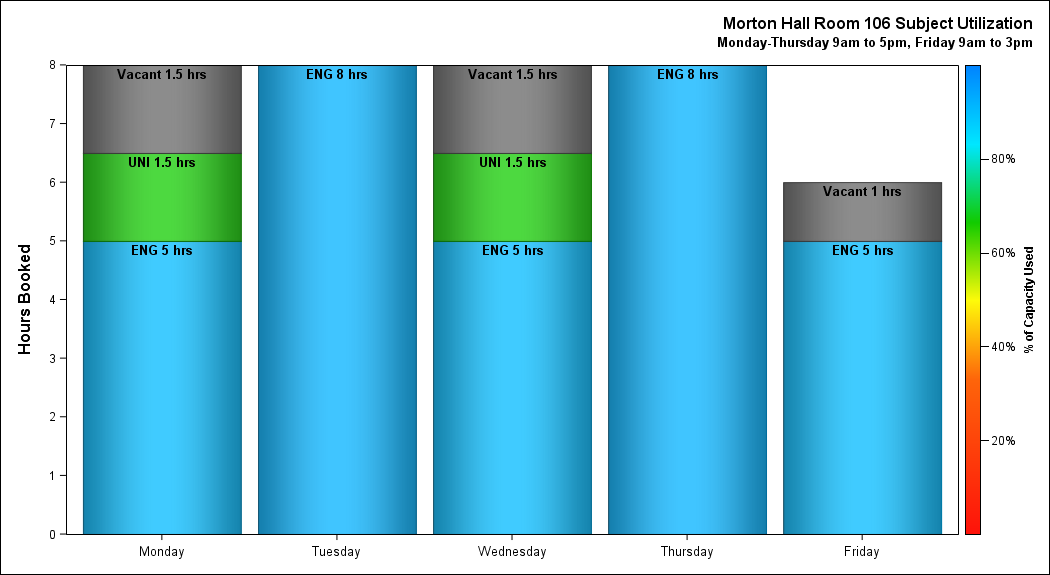 Morton Hall Room 106 Subject Utilization
Monday-Thursday 9am to 5pm, Friday 9am to 3pm
Hours Booked
8
7
6
5
4
3
2
1
0
Vacant 1.5 hrs
UNI 1.5 hrs
ENG 5 hrs
ENG 8 hrs
Vacant 1.5 hrs
UNI 1.5 hrs
ENG 5 hrs
ENG 8 hrs
Vacant 1 hrs
ENG 5 hrs
Monday
Tuesday
Wednesday
Thursday
Friday
80%
60%
40%
20%
% of Capacity Used